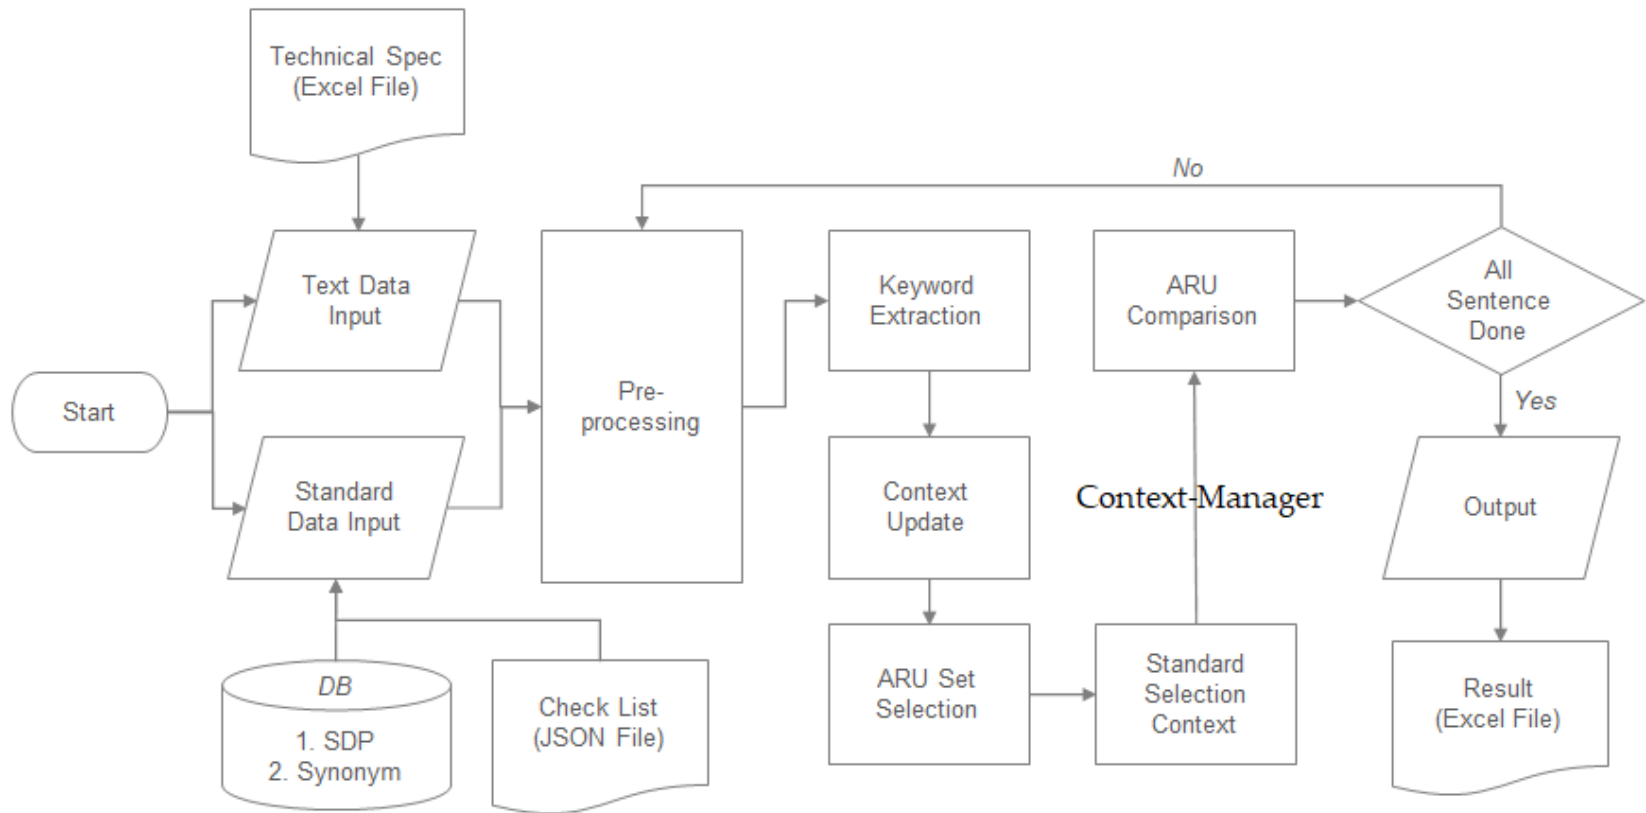 Technical Spec
(Excel File)
No
Text Data
Input
Keyword
Extraction
ARU
Comparison
All
Sentence
Done
Start
Pre-
processing
Yes
Standard
Data Input
Context
Update
Context-Manager
Output
DB
1. SDP
2. Synonym
Check List
(JSON File)
ARU Set
Selection
Standard
Selection
Context
Result
(Excel File)